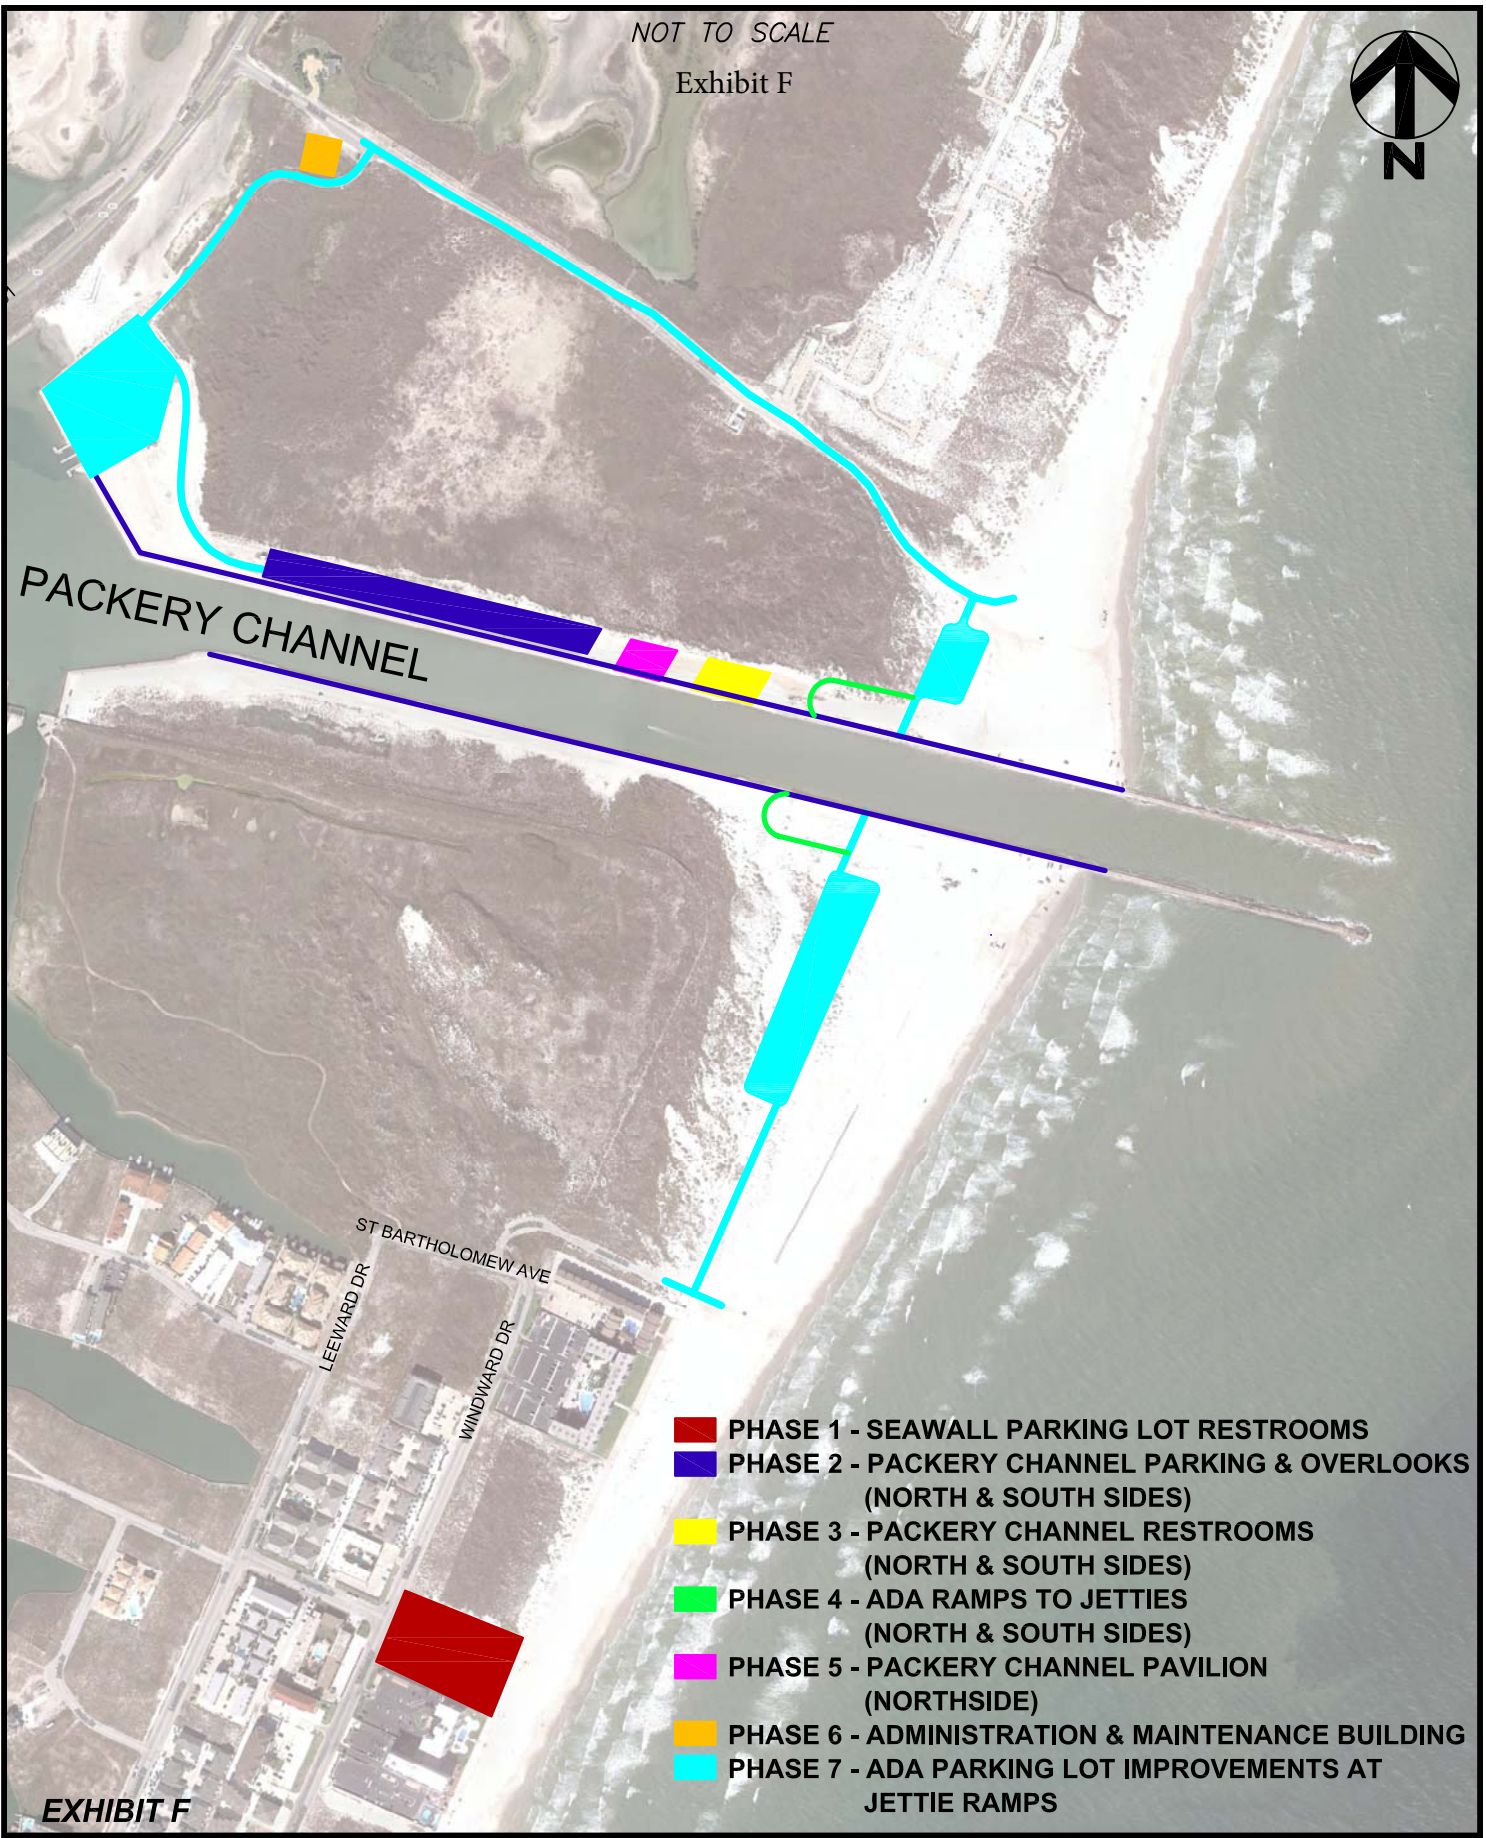 NOT TO SCALE
Exhibit F
N
PACKERY CHANNEL
ST BARTHOLOMEW AVE
LEEWARD DR
WINDWARD DR
PHASE 1 - SEAWALL PARKING LOT RESTROOMS
PHASE 2 - PACKERY CHANNEL PARKING & OVERLOOKS
(NORTH & SOUTH SIDES)
PHASE 3 - PACKERY CHANNEL RESTROOMS
(NORTH & SOUTH SIDES)
PHASE 4 - ADA RAMPS TO JETTIES
(NORTH & SOUTH SIDES)
PHASE 5 - PACKERY CHANNEL PAVILION
(NORTHSIDE)
PHASE 6 - ADMINISTRATION & MAINTENANCE BUILDING
PHASE 7 - ADA PARKING LOT IMPROVEMENTS AT
JETTIE RAMPS
EXHIBIT F